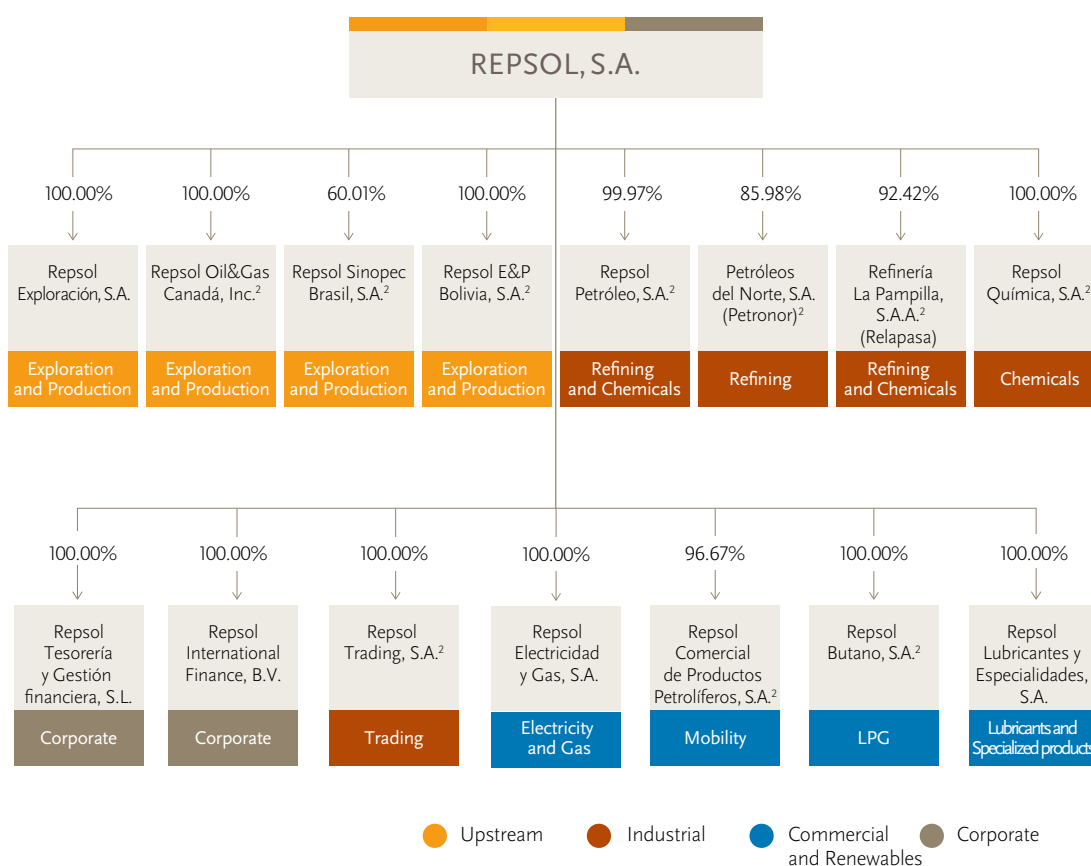 REPSOL, S.A.
100.00%
100.00%
60.01%
100.00%
99.97%
85.98%
92.42%
100.00%
Repsol
Exploración, S.A.
Exploration
and Production
Repsol Oil&Gas
Canadá, Inc.²
Exploration
and Production
Repsol Sinopec
Brasil, S.A.²
Exploration
and Production
Repsol E&P
Bolivia, S.A.²
Exploration
and Production
Repsol
Petróleo, S.A.²
Refining
and Chemicals
Petróleos
del Norte, S.A.
(Petronor)²
Refining
Refinería
La Pampilla,
S.A.A.²
(Relapasa)
Refining
and Chemicals
Repsol
Química, S.A.²
Chemicals
100.00%
100.00%
100.00%
100.00%
96.67%
100.00%
100.00%
Repsol
Tesorería
y Gestión
financiera, S.L.
Corporate
Repsol
International
Finance, B.V.
Corporate
Repsol
Trading, S.A.²
Trading
Repsol
Electricidad
y Gas, S.A.
Electricity
and Gas
Repsol
Comercial
de Productos
Petrolíferos, S.A.²
Mobility
Repsol
Butano, S.A.²
LPG
Repsol
Lubricantes y
Especialidades,
S.A.
Lubricants and
Specialized products
Upstream
Industrial
Commercial
and Renewables
Corporate